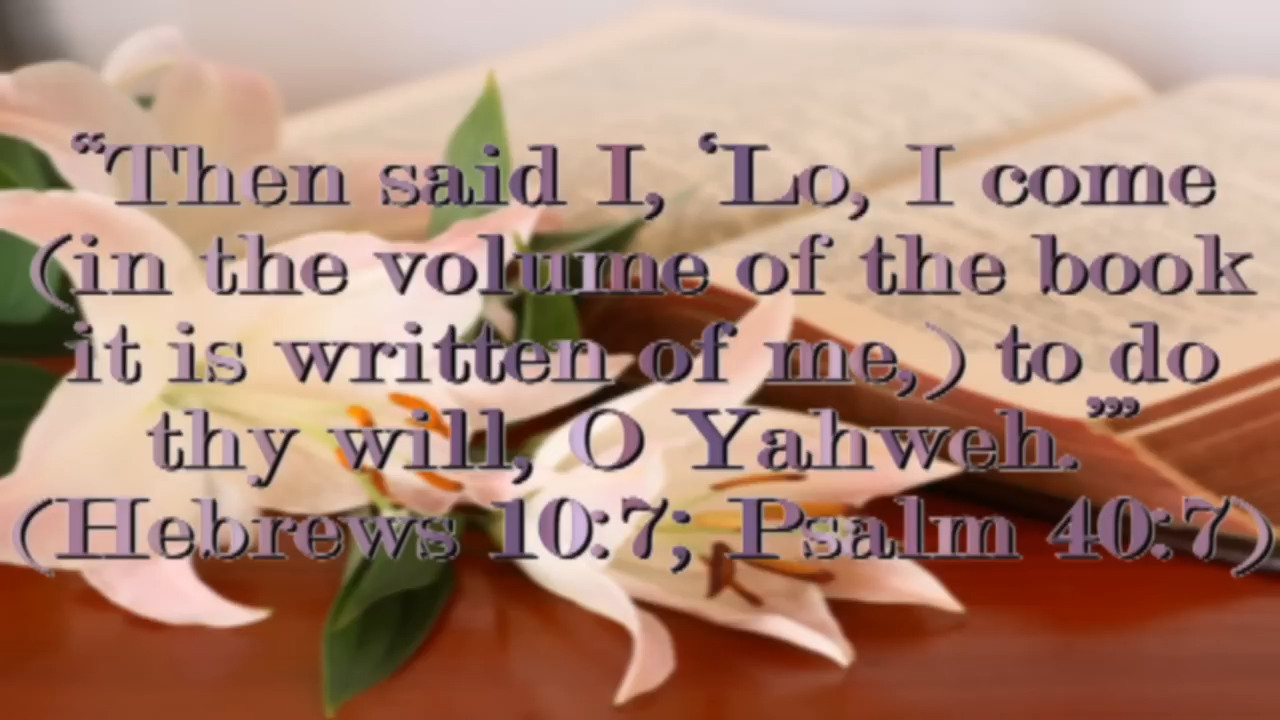 “Then said I, ‘Lo, I come
(in the volume of the book
it is written of me,) to do
thy will, O Yahweh.’”
(Hebrews 10:7; Psalm 40:7)